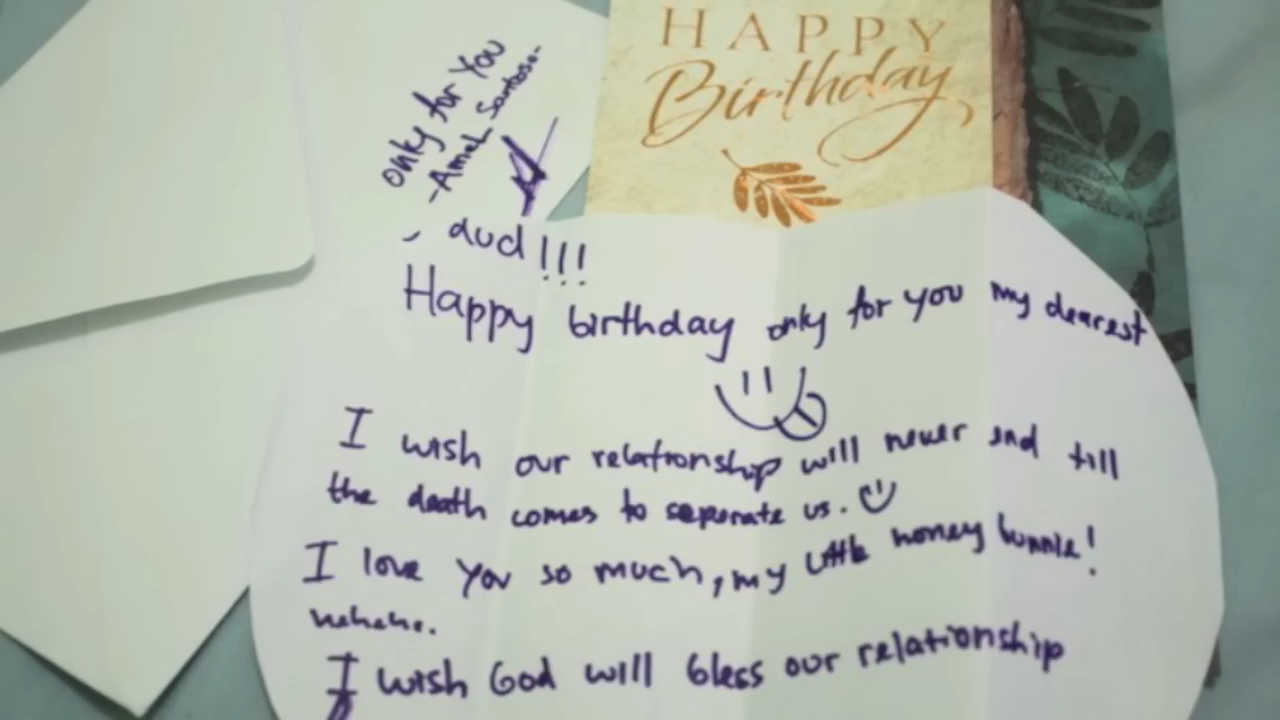 HAPPY
Birthday
only for You
-Amel Santoso-
, aud!!!
Happy birthday only for you my dearest
I wish our relationship will never end till
the death comes to seperate us.
I love You so much, my little honey bunnie!
hehehe.
I wish God will bless our relationship